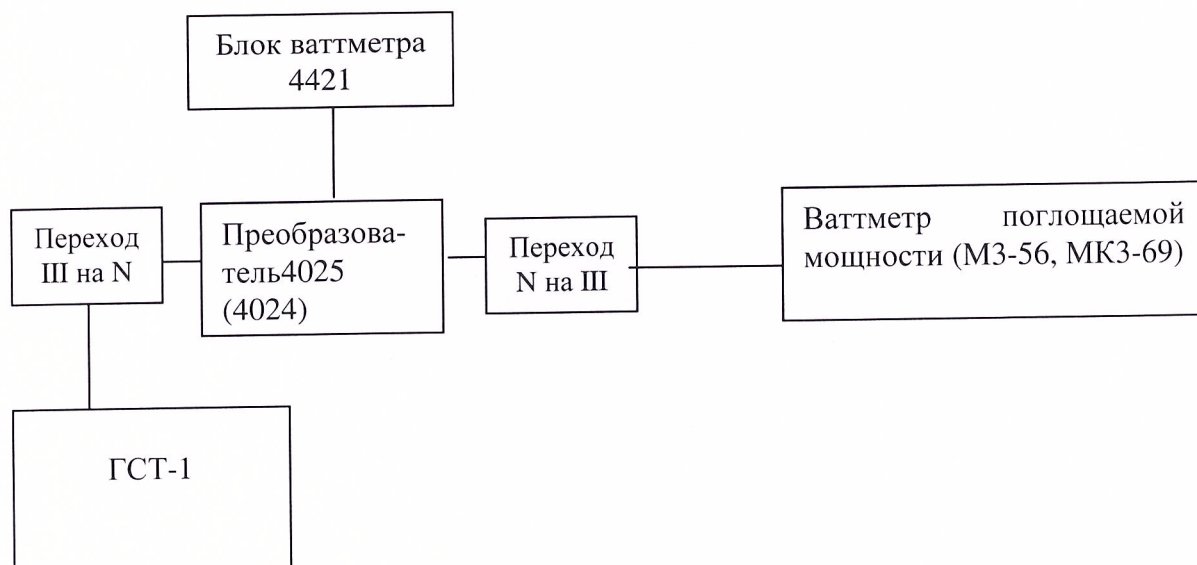 Блок ваттметра
4421
Переход
III на N
Преобразова-
тель4025
(4024)
Переход
N на III
Ваттметр поглощаемой
мощности (М3-56, МК3-69)
ГСТ-1